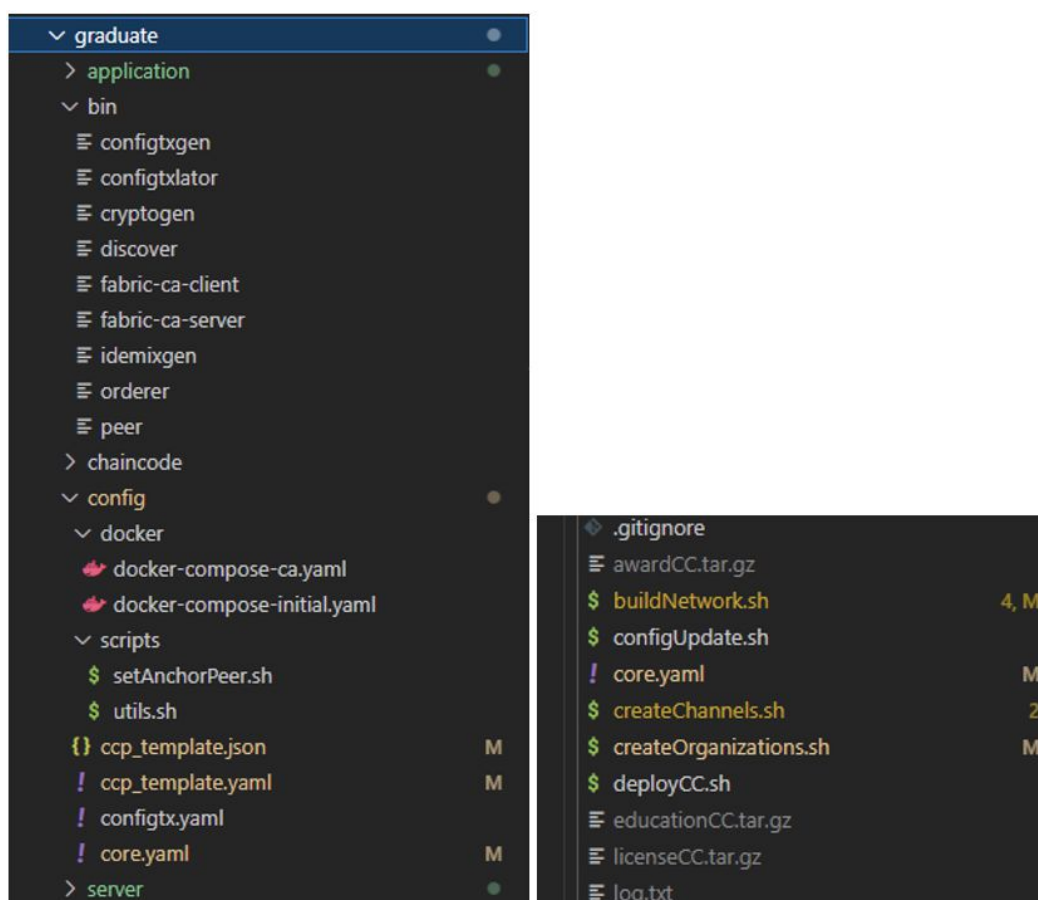 graduate
application
bin
configtxgen
configtxlator
cryptogen
discover
fabric-ca-client
fabric-ca-server
idemixgen
orderer
peer
chaincode
config
docker
docker-compose-ca.yaml
docker-compose-initial.yaml
scripts
$ setAnchorPeer.sh
$ utils.sh
{} ccp_template.json M
! ccp_template.yaml M
! configtx.yaml
! core.yaml M
server
.gitignore
awardCC.tar.gz
$ buildNetwork.sh 4, M
$ configUpdate.sh
! core.yaml M
$ createChannels.sh 2
$ createOrganizations.sh M
$ deployCC.sh
educationCC.tar.gz
licenseCC.tar.gz
log.txt